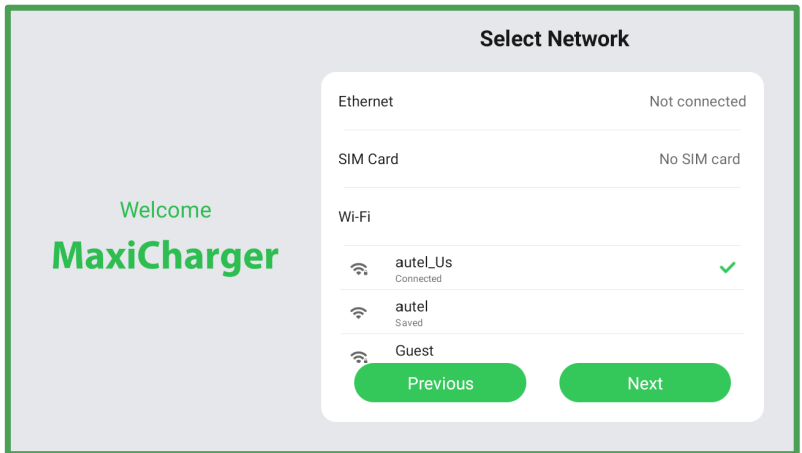 Select Network
Ethernet Not connected
SIM Card No SIM card
Welcome
MaxiCharger
Wi-Fi
autel_Us
Connected
autel
Saved
Guest
Previous Next